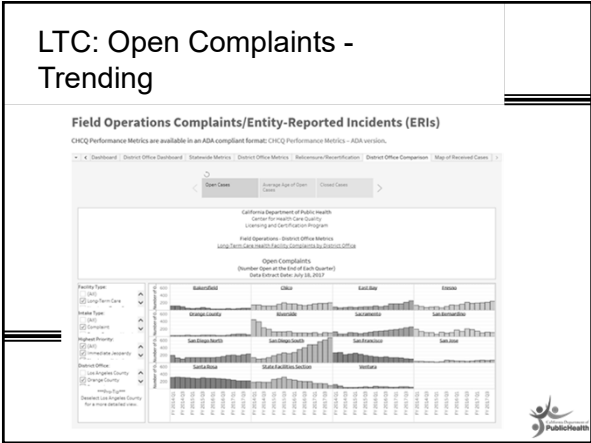 LTC: Open Complaints -
Trending
Field Operations Complaints/Entity-Reported Incidents (ERIs)
CHCQ Performance Metrics are available in an ADA compliant format: CHCQ Performance Metrics - ADA version.
Dashboard District Office Dashboard Statewide Metrics District Office Metrics Relicensure/Recertification District Office Comparison Map of Received Cases
Open Cases
Average Age of Open
Cases
Closed Cases
California Department of Public Health
Center for Health Care Quality
Licensing and Certification Program
Field Operations - District Office Metrics
Long-Term Care Health Facility Complaints by District Office
Open Complaints
(Number Open at the End of Each Quarter)
Data Extract Date: July 18, 2017
Facility Type:
(All)
Long-Term Care
Intake Type:
(All)
Complaint
Highest Priority:
(All)
Immediate Jeopardy
District Office:
Los Angeles County
Orange County
Deselect Los Angeles County
for a more detailed view.
600
400
200
0
Bakersfield
Chico
East Bay
Fresno
Orange County
Riverside
Sacramento
San Bernardino
San Diego North
San Diego South
San Francisco
San Jose
Santa Rosa
State Facilities Section
Ventura
California Department of
PublicHealth